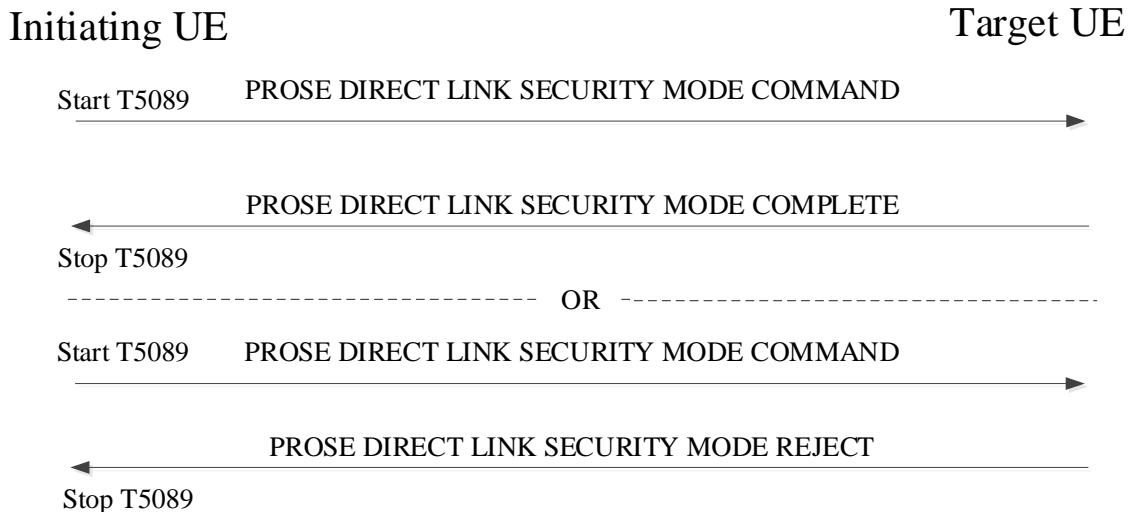 Initiating UE
Target UE
Start T5089
PROSE DIRECT LINK SECURITY MODE COMMAND
PROSE DIRECT LINK SECURITY MODE COMPLETE
Stop T5089
OR
Start T5089
PROSE DIRECT LINK SECURITY MODE COMMAND
PROSE DIRECT LINK SECURITY MODE REJECT
Stop T5089